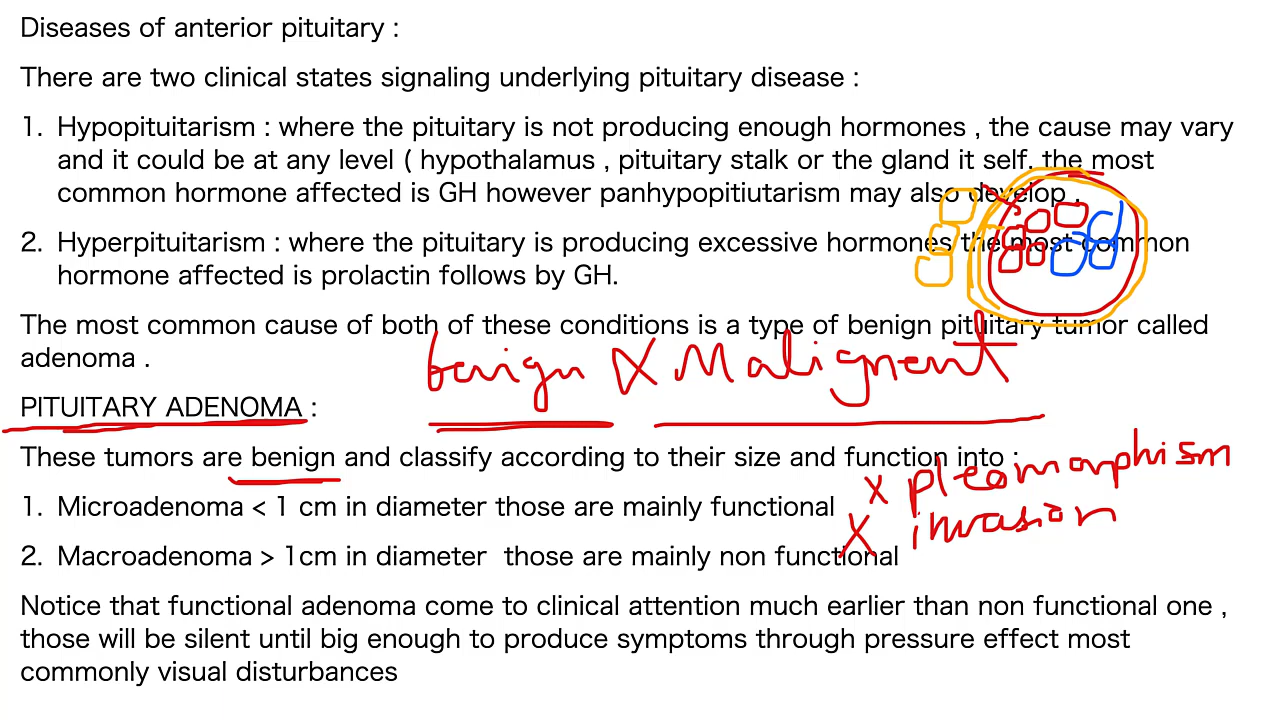 Diseases of anterior pituitary :
There are two clinical states signaling underlying pituitary disease :
1. Hypopituitarism : where the pituitary is not producing enough hormones , the cause may vary
and it could be at any level ( hypothalamus , pituitary stalk or the gland it self. the most
common hormone affected is GH however panhypopitiutarism may also develop .
2. Hyperpituitarism : where the pituitary is producing excessive hormones the most common
hormone affected is prolactin follows by GH.
The most common cause of both of these conditions is a type of benign pituitary tumor called
adenoma .
benign X Malignent
PITUITARY ADENOMA :
These tumors are benign and classify according to their size and function into :
x pleomorphism
1. Microadenoma < 1 cm in diameter those are mainly functional
X invasion
2. Macroadenoma > 1cm in diameter those are mainly non functional
Notice that functional adenoma come to clinical attention much earlier than non functional one ,
those will be silent until big enough to produce symptoms through pressure effect most
commonly visual disturbances